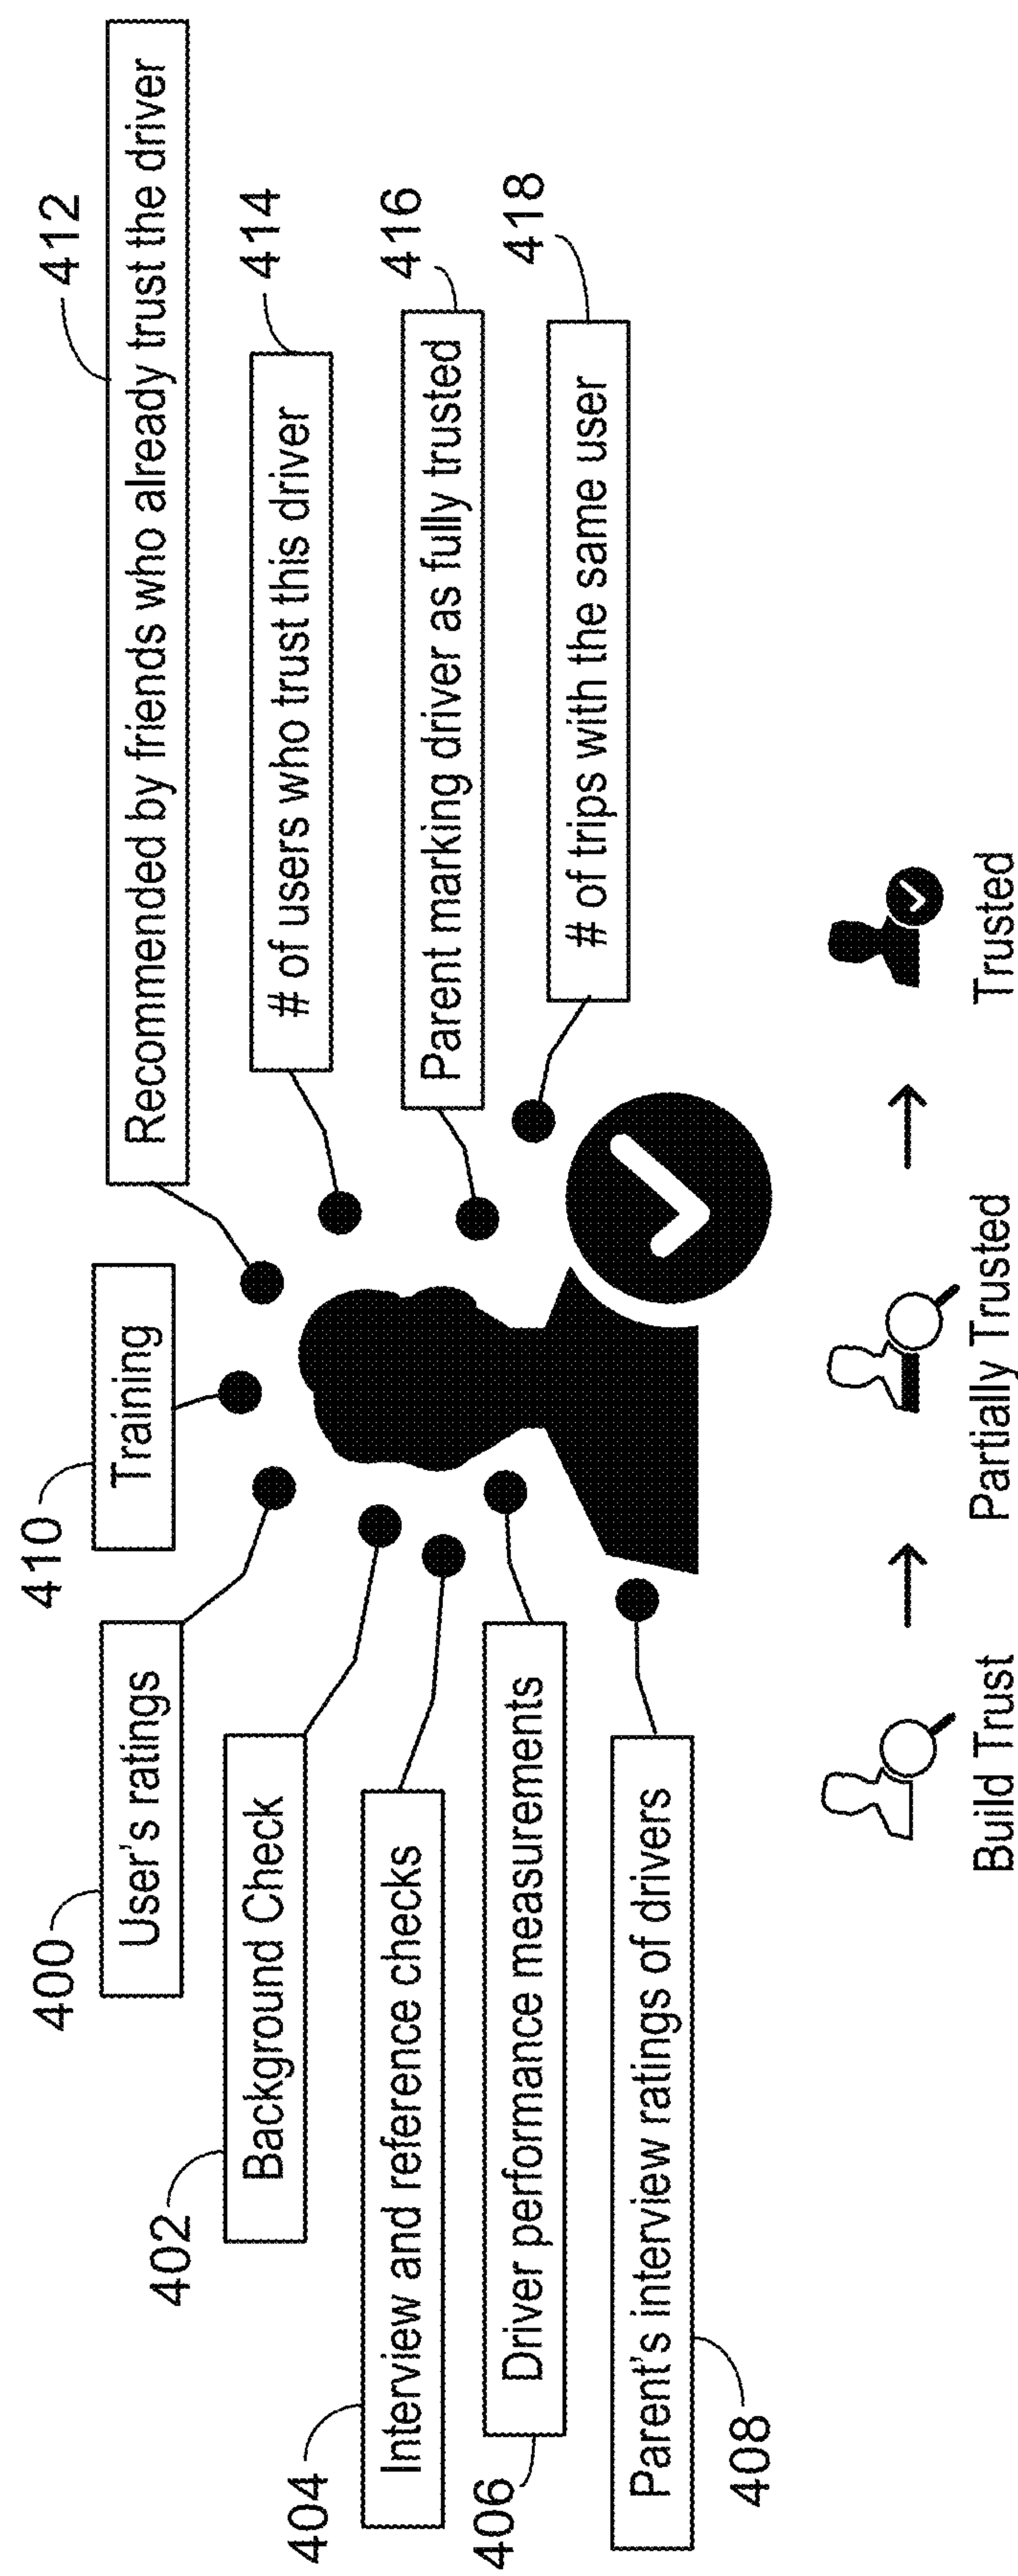 410
Training
400
User's ratings
402
Background Check
404
Interview and reference checks
406
Driver performance measurements
Parent's interview ratings of drivers
408
412
Recommended by friends who already trust the driver
414
# of users who trust this driver
416
Parent marking driver as fully trusted
418
# of trips with the same user
Build Trust
Partially Trusted
Trusted